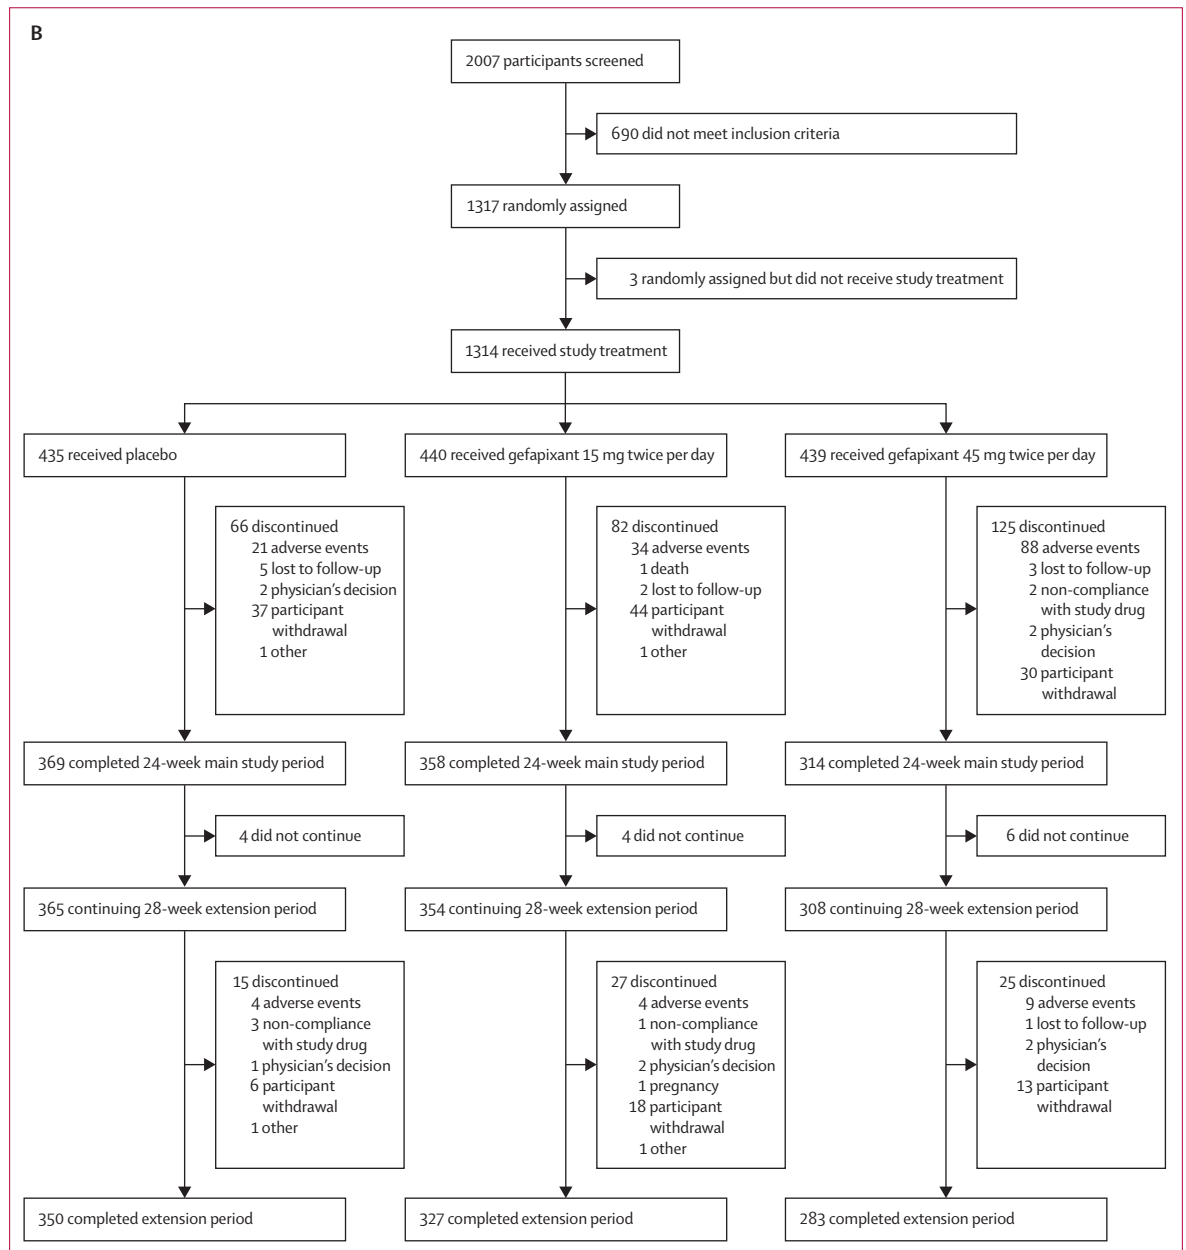 B
2007 participants screened
690 did not meet inclusion criteria
1317 randomly assigned
3 randomly assigned but did not receive study treatment
1314 received study treatment
435 received placebo
440 received gefapixant 15 mg twice per day
439 received gefapixant 45 mg twice per day
66 discontinued
21 adverse events
5 lost to follow-up
2 physician's decision
37 participant
withdrawal
1 other
82 discontinued
34 adverse events
1 death
2 lost to follow-up
44 participant
withdrawal
1 other
125 discontinued
88 adverse events
3 lost to follow-up
2 non-compliance
with study drug
2 physician's
decision
30 participant
withdrawal
369 completed 24-week main study period
358 completed 24-week main study period
314 completed 24-week main study period
4 did not continue
4 did not continue
6 did not continue
365 continuing 28-week extension period
354 continuing 28-week extension period
308 continuing 28-week extension period
15 discontinued
4 adverse events
3 non-compliance
with study drug
1 physician's decision
6 participant
withdrawal
1 other
27 discontinued
4 adverse events
1 non-compliance
with study drug
2 physician's decision
1 pregnancy
18 participant
withdrawal
1 other
25 discontinued
9 adverse events
1 lost to follow-up
2 physician's
decision
13 participant
withdrawal
350 completed extension period
327 completed extension period
283 completed extension period